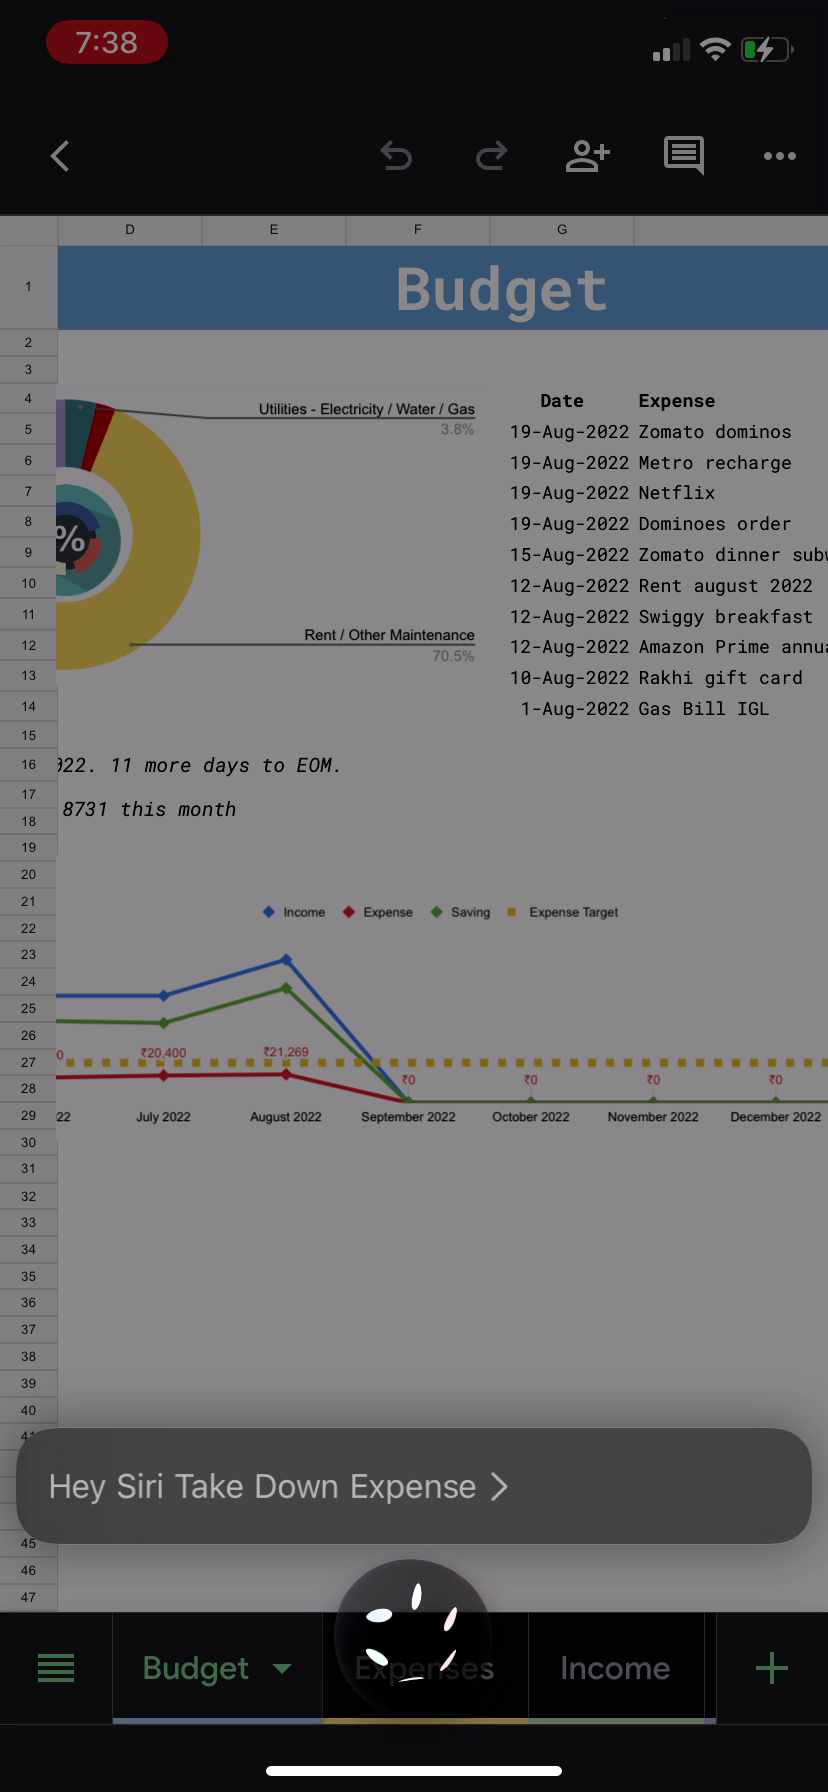 7:38
D E F G
1 Budget
2
3
4 Utilities - Electricity / Water / Gas Date Expense
5 3.8% 19-Aug-2022 Zomato dominos
6 19-Aug-2022 Metro recharge
7 19-Aug-2022 Netflix
8 % 19-Aug-2022 Dominoes order
9 15-Aug-2022 Zomato dinner
10 12-Aug-2022 Rent august 2022
11 12-Aug-2022 Swiggy breakfast
12 Rent / Other Maintenance 12-Aug-2022 Amazon Prime
13 70.5% 10-Aug-2022 Rakhi gift card
14 1-Aug-2022 Gas Bill IGL
15
16 022. 11 more days to EOM.
17
18 8731 this month
19
20
21 Income Expense Saving Expense Target
22
23
24
25
26
27 0 ₹20,400 ₹21,269
28 ₹0 ₹0 ₹0 ₹0
29 22 July 2022 August 2022 September 2022 October 2022 November 2022 December 2022
30
31
32
33
34
35
36
37
38
39
40
Hey Siri Take Down Expense >
45
46
47
Budget Expenses Income +